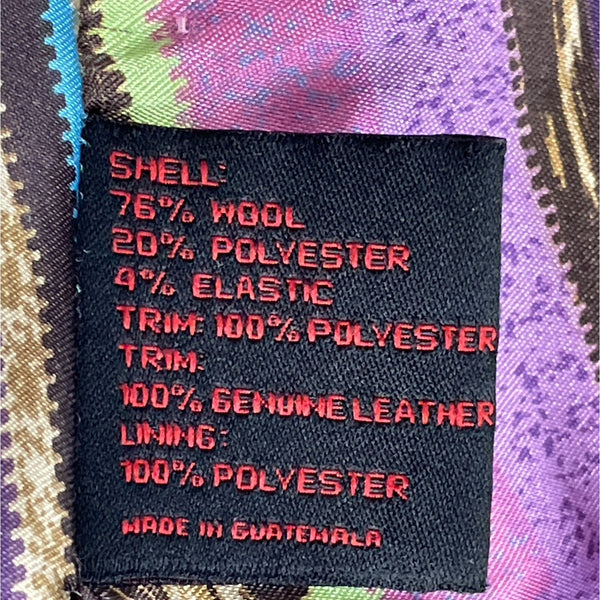 SHELL:
76% WOOL
20% POLYESTER
4% ELASTIC
TRIM: 100% POLYESTER
TRIM:
100% GENUINE LEATHER
LINING:
100% POLYESTER
MADE IN GUATEMALA